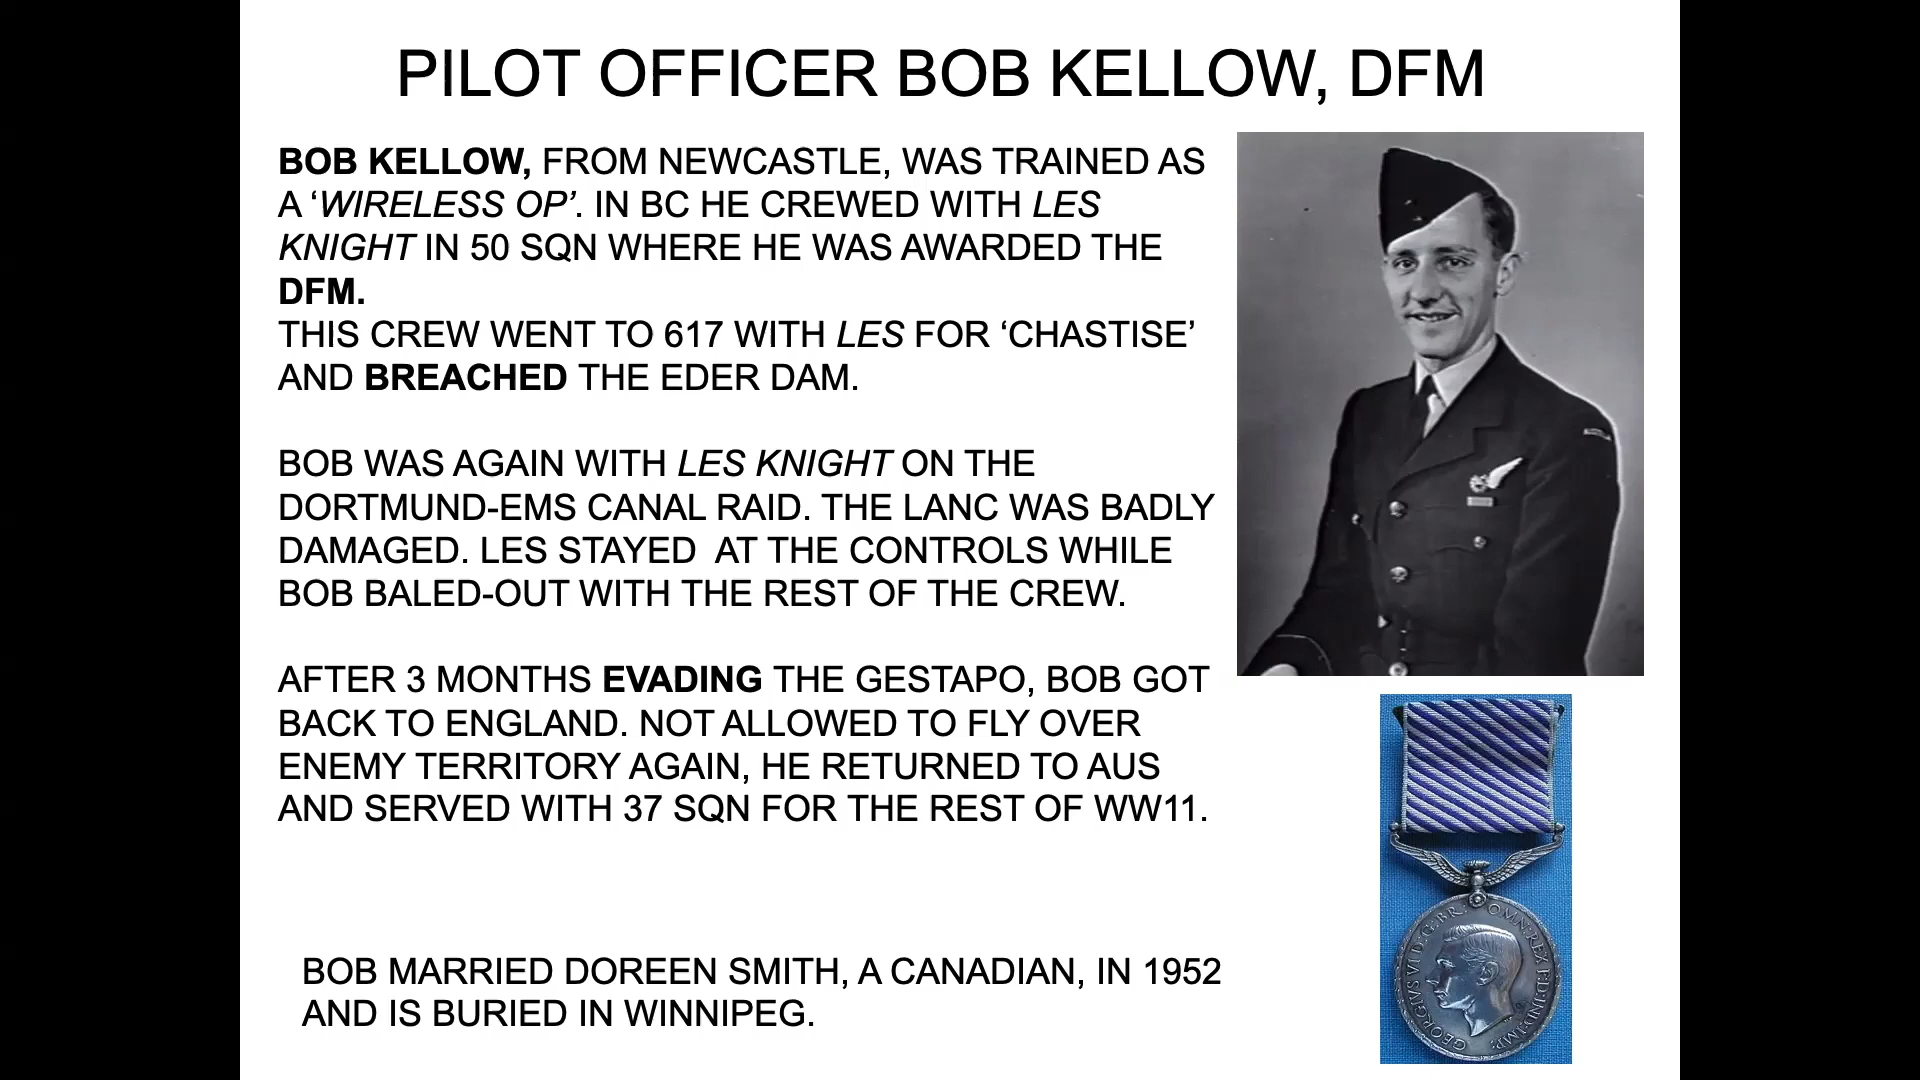 PILOT OFFICER BOB KELLOW, DFM
BOB KELLOW, FROM NEWCASTLE, WAS TRAINED AS
A ‘WIRELESS OP’. IN BC HE CREWED WITH LES
KNIGHT IN 50 SQN WHERE HE WAS AWARDED THE
DFM.
THIS CREW WENT TO 617 WITH LES FOR ‘CHASTISE’
AND BREACHED THE EDER DAM.
BOB WAS AGAIN WITH LES KNIGHT ON THE
DORTMUND-EMS CANAL RAID. THE LANC WAS BADLY
DAMAGED. LES STAYED  AT THE CONTROLS WHILE
BOB BALED-OUT WITH THE REST OF THE CREW.
AFTER 3 MONTHS EVADING THE GESTAPO, BOB GOT
BACK TO ENGLAND. NOT ALLOWED TO FLY OVER
ENEMY TERRITORY AGAIN, HE RETURNED TO AUS
AND SERVED WITH 37 SQN FOR THE REST OF WW11.
BOB MARRIED DOREEN SMITH, A CANADIAN, IN 1952
AND IS BURIED IN WINNIPEG.
GEORGIVS VI D:G:BR: OMN:REX